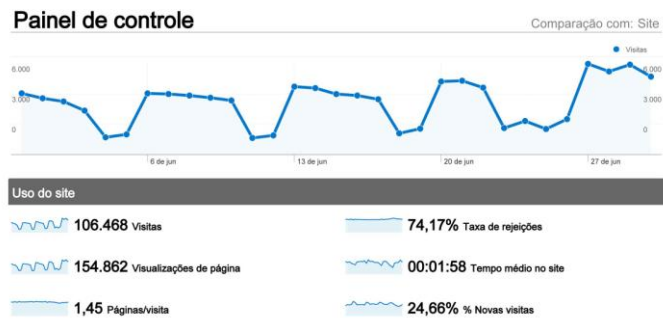 Painel de controle
Comparação com: Site
Visitas
6.000 6.000
3.000 3.000
0 0
6 de jun 13 de jun 20 de jun 27 de jun
Uso do site
106.468 Visitas
74,17% Taxa de rejeições
154.862 Visualizações de página
00:01:58 Tempo médio no site
1,45 Páginas/visita
24,66% % Novas visitas